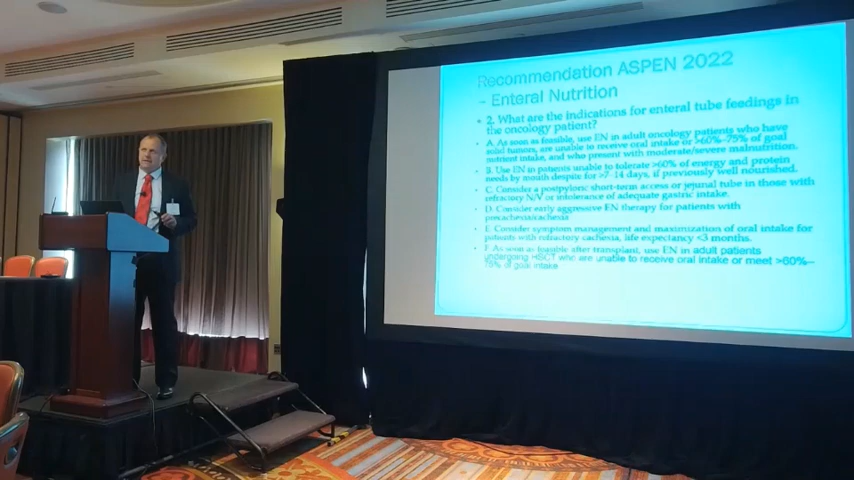 Recommendation ASPEN 2022
- Enteral Nutrition
• 2. What are the indications for enteral tube feedings in
the oncology patient?
• A. As soon as feasible, use EN in adult oncology patients who have
solid tumors, are unable to receive oral intake or >60%-75% of goal
nutrient intake, and who present with moderate/severe malnutrition.
• B. Use EN in patients unable to tolerate >60% of energy and protein
needs by mouth despite for >7–14 days, if previously well nourished.
• C. Consider a postpyloric short-term access or jejunal tube in those with
refractory N/V or intolerance of adequate gastric intake.
• D. Consider early aggressive EN therapy for patients with
precachexia/cachexia
• E. Consider symptom management and maximization of oral intake for
patients with refractory cachexia, life expectancy <3 months.
• F. As soon as feasible after transplant, use EN in adult patients
undergoing HSCT who are unable to receive oral intake or meet >60%–
75% of goal intake